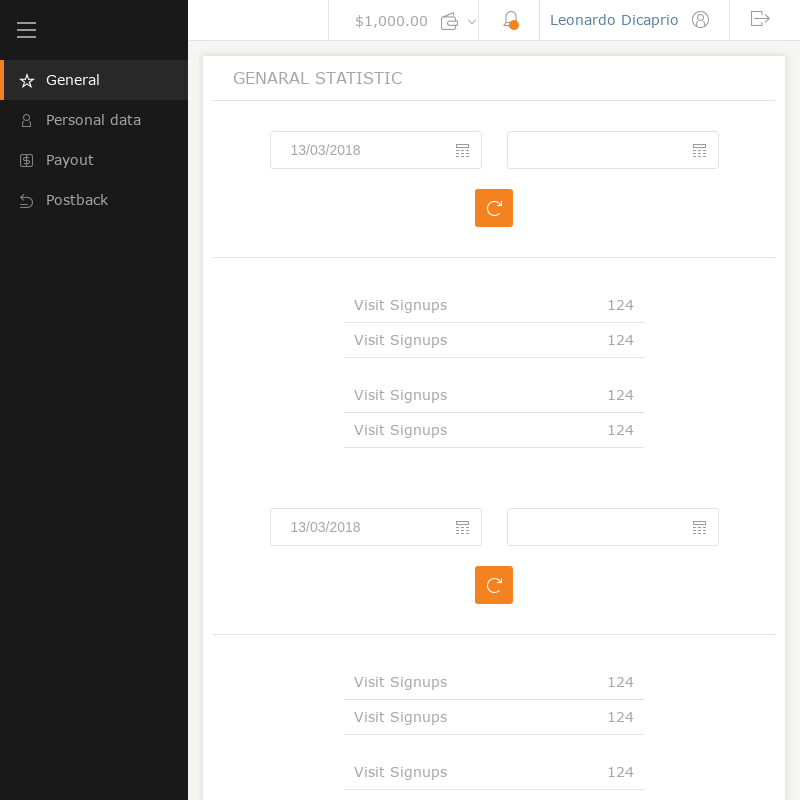 $1,000.00
Leonardo Dicaprio
General
Personal data
Payout
Postback
GENARAL STATISTIC
13/03/2018
Visit Signups 124
Visit Signups 124
Visit Signups 124
Visit Signups 124
13/03/2018
Visit Signups 124
Visit Signups 124
Visit Signups 124